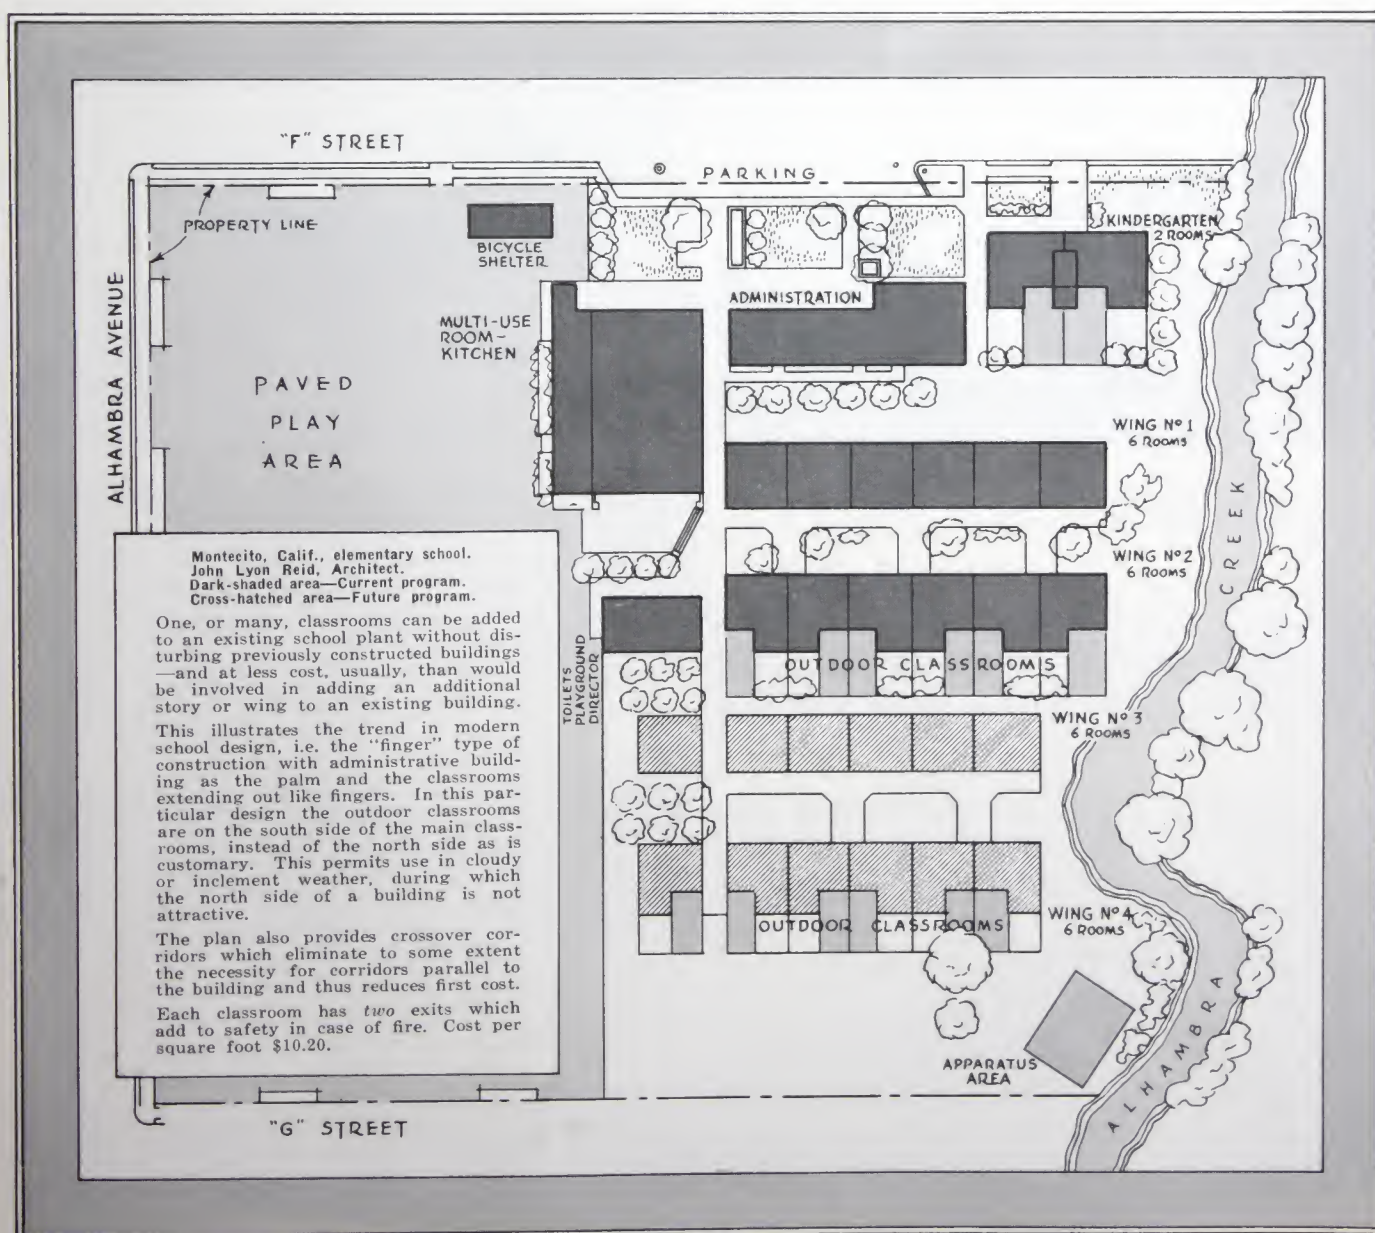 "F" STREET
PARKING
PROPERTY LINE
BICYCLE
SHELTER
KINDERGARTEN
2 ROOMS
ADMINISTRATION
MULTI-USE
ROOM-
KITCHEN
ALHAMBRA AVENUE
PAVED
PLAY
AREA
WING Nº 1
6 ROOMS
WING Nº 2
6 ROOMS
CREEK
OUTDOOR CLASSROOMS
TOILETS
PLAYGROUND
DIRECTOR
WING Nº 3
6 ROOMS
OUTDOOR CLASSROOMS
WING Nº 4
6 ROOMS
APPARATUS
AREA
ALHAMBRA
"G" STREET
Montecito, Calif., elementary school.
John Lyon Reid, Architect.
Dark-shaded area—Current program.
Cross-hatched area—Future program.
One, or many, classrooms can be added
to an existing school plant without dis-
turbing previously constructed buildings
—and at less cost, usually, than would
be involved in adding an additional
story or wing to an existing building.
This illustrates the trend in modern
school design, i.e. the "finger" type of
construction with administrative build-
ing as the palm and the classrooms
extending out like fingers. In this par-
ticular design the outdoor classrooms
are on the south side of the main class-
rooms, instead of the north side as is
customary. This permits use in cloudy
or inclement weather, during which
the north side of a building is not
attractive.
The plan also provides crossover cor-
ridors which eliminate to some extent
the necessity for corridors parallel to
the building and thus reduces first cost.
Each classroom has two exits which
add to safety in case of fire. Cost per
square foot $10.20.